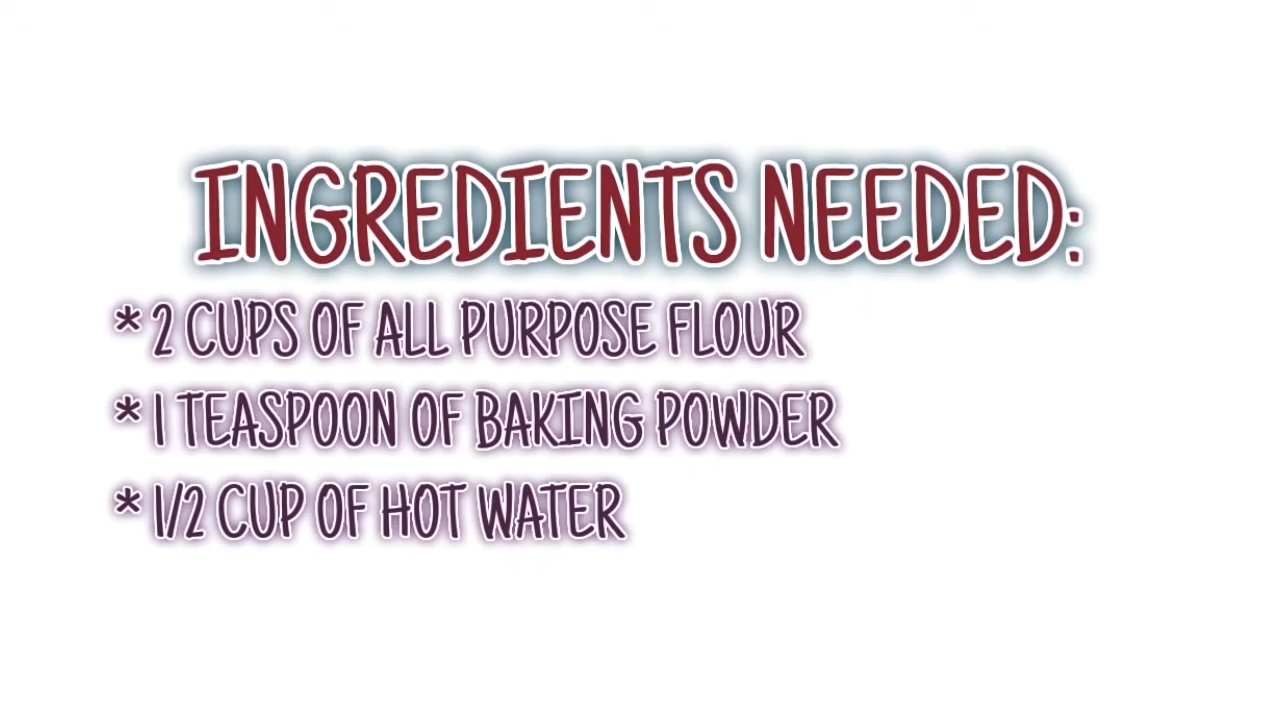 INGREDIENTS NEEDED:
* 2 CUPS OF ALL PURPOSE FLOUR
* 1 TEASPOON OF BAKING POWDER
* 1/2 CUP OF HOT WATER